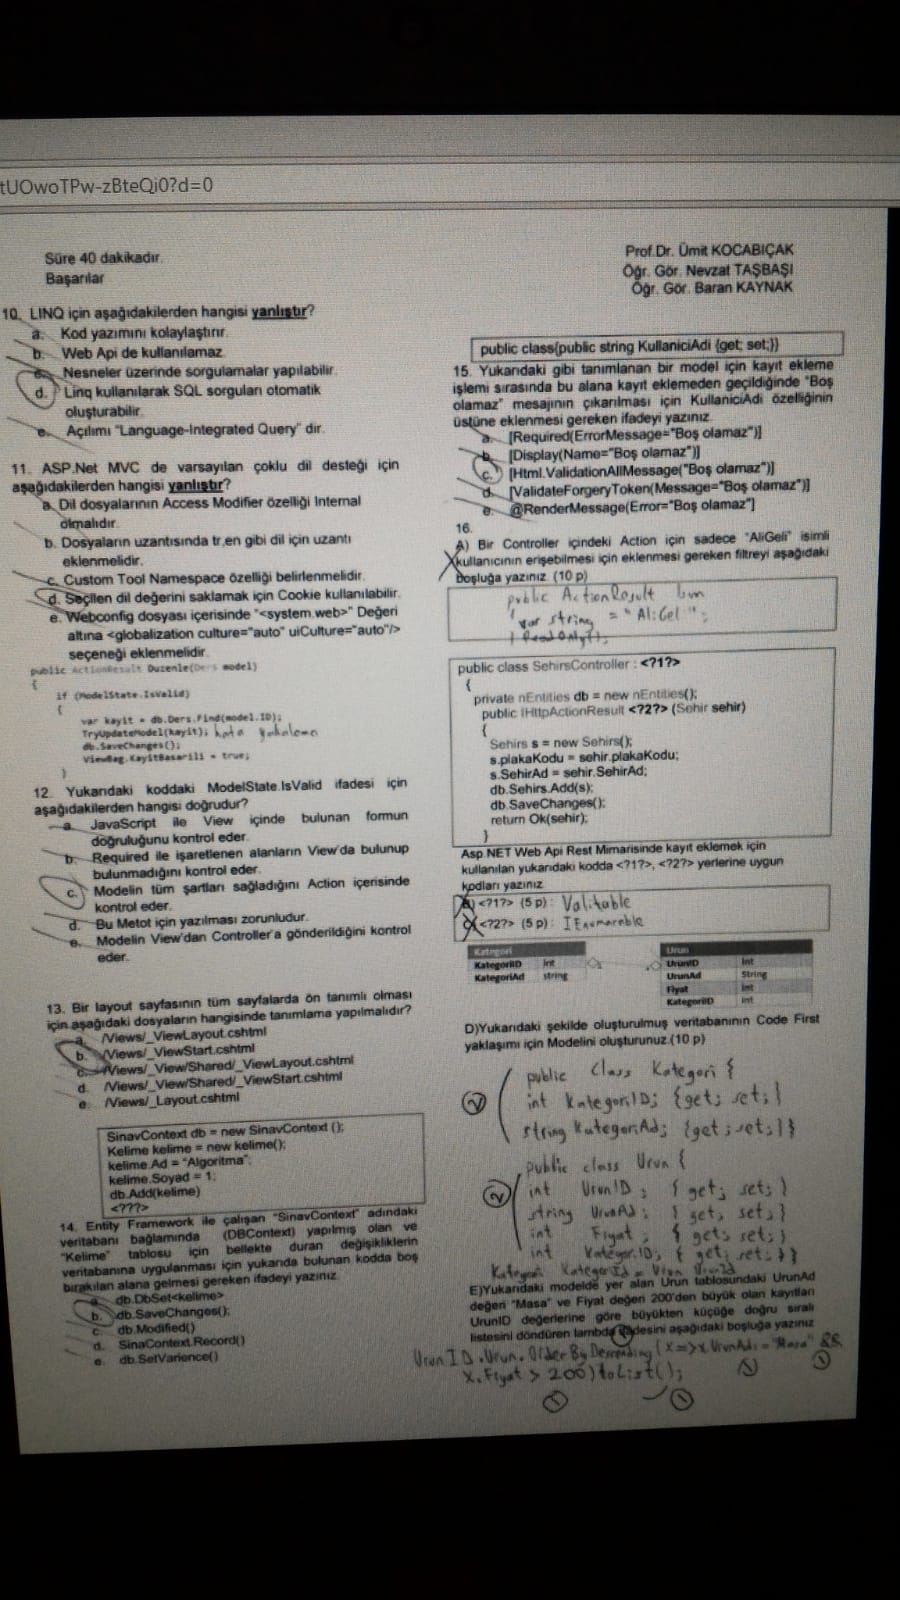 tUOwoTPw-zBteQj0?d=0
Süre 40 dakikadır.
Başarılar
Prof.Dr. Ümit KOCABIÇAK
Öğr. Gör. Nevzat TAŞBAŞI
Öğr. Gör. Baran KAYNAK
10. LINQ için aşağıdakilerden hangisi yanlıştır?
a. Kod yazımını kolaylaştırır.
b. Web Api de kullanılamaz
c. Nesneler üzerinde sorgulamalar yapılabilir.
d. Linq kullanılarak SQL sorguları otomatik
oluşturabilir.
e. Açılımı "Language-Integrated Query" dir.
11. ASP.Net MVC de varsayılan çoklu dil desteği için
aşağıdakilerden hangisi yanlıştır?
a. Dil dosyalarının Access Modifier özelliği Internal
olmalıdır.
b. Dosyaların uzantısında tr,en gibi dil için uzantı
eklenmelidir.
c. Custom Tool Namespace özelliği belirlenmelidir.
d. Seçilen dil değerini saklamak için Cookie kullanılabilir.
e. Webconfig dosyası içerisinde "<system.web>" Değeri
altına <globalization culture="auto" uiCulture="auto"/>
seçeneği eklenmelidir.
public ActionResult Duzenle(Ders model)
{
if (ModelState.IsValid)
{
var kayit = db.Ders.Find(model.ID);
TryUpdateModel(kayit); hata yakalama
db.SaveChanges();
ViewBag.KayitBasarili = true;
}
12. Yukarıdaki koddaki ModelState.IsValid ifadesi için
aşağıdakilerden hangisi doğrudur?
a. JavaScript ile View içinde bulunan formun
doğruluğunu kontrol eder.
b. Required ile işaretlenen alanların View'da bulunup
bulunmadığını kontrol eder.
c. Modelin tüm şartları sağladığını Action içerisinde
kontrol eder.
d. Bu Metot için yazılması zorunludur.
e. Modelin View'dan Controller'a gönderildiğini kontrol
eder.
13. Bir layout sayfasının tüm sayfalarda ön tanımlı olması
için aşağıdaki dosyaların hangisinde tanımlama yapılmalıdır?
a. /Views/_ViewLayout.cshtml
b. /Views/_ViewStart.cshtml
c. /Views/_View/Shared/_ViewLayout.cshtml
d. /Views/_View/Shared/_ViewStart.cshtml
e. /Views/_Layout.cshtml
SinavContext db = new SinavContext ();
Kelime kelime = new kelime();
kelime.Ad = "Algoritma";
kelime.Soyad = 1;
db.Add(kelime)
<???>
14. Entity Framework ile çalışan "SinavContext" adındaki
veritabanı bağlamında (DBContext) yapılmış olan ve
"Kelime" tablosu için bellekte duran değişikliklerin
veritabanına uygulanması için yukarıda bulunan kodda boş
bırakılan alana gelmesi gereken ifadeyi yazınız.
a. db.DbSet<kelime>
b. db.SaveChanges();
c. db.Modified()
d. SinaContext.Record()
e. db.SetVarience()
public class{public string KullaniciAdi {get; set;}}
15. Yukarıdaki gibi tanımlanan bir model için kayıt ekleme
işlemi sırasında bu alana kayıt eklemeden geçildiğinde "Boş
olamaz" mesajının çıkarılması için KullaniciAdi özelliğinin
üstüne eklenmesi gereken ifadeyi yazınız.
a. [Required(ErrorMessage="Boş olamaz")]
b. [Display(Name="Boş olamaz")]
c. [Html.ValidationAllMessage("Boş olamaz")]
d. [ValidateForgeryToken(Message="Boş olamaz")]
e. @RenderMessage(Error="Boş olamaz"]
16.
A) Bir Controller içindeki Action için sadece "AliGeli" isimli
kullanıcının erişebilmesi için eklenmesi gereken filtreyi aşağıdaki
boşluğa yazınız. (10 p)
public ActionResult
var string = "AliGel";
public class SehirsController : <?1?>
{
private nEntities db = new nEntities();
public IHttpActionResult <?2?> (Sehir sehir)
{
Sehirs s = new Sehirs();
s.plakaKodu = sehir.plakaKodu;
s.SehirAd = sehir.SehirAd;
db.Sehirs.Add(s);
db.SaveChanges();
return Ok(sehir);
}
Asp.NET Web Api Rest Mimarisinde kayıt eklemek için
kullanılan yukarıdaki kodda <?1?>, <?2?> yerlerine uygun
kodları yazınız
<?1?> (5 p): Valitable
<?2?> (5 p): IEnumarable
Kategori
KategoriID int
KategoriAd string
Urun
UrunID int
UrunAd String
Fiyat int
KategoriID int
D)Yukarıdaki şekilde oluşturulmuş veritabanının Code First
yaklaşımı için Modelini oluşturunuz.(10 p)
public Class Kategori {
int KategoriID; {get; set;}
string KategoriAd; {get; set;}}
public class Urun {
int UrunID; { get; set; }
string UrunAd; { get, set; }
int Fiyat; { get; set; }
int KategoriID; { get; set; } }
Kategori KategoriId = Urun UrunId
E)Yukarıdaki modelde yer alan Urun tablosundaki UrunAd
değeri "Masa" ve Fiyat değeri 200'den büyük olan kayıtları
UrunID değerlerine göre büyükten küçüğe doğru sıralı
listesini döndüren lambda ifadesini aşağıdaki boşluğa yazınız
UrunID.Urun.OrderByDescending(x=>x.UrunAd = "Masa" &&
x.Fiyat > 200)toList();